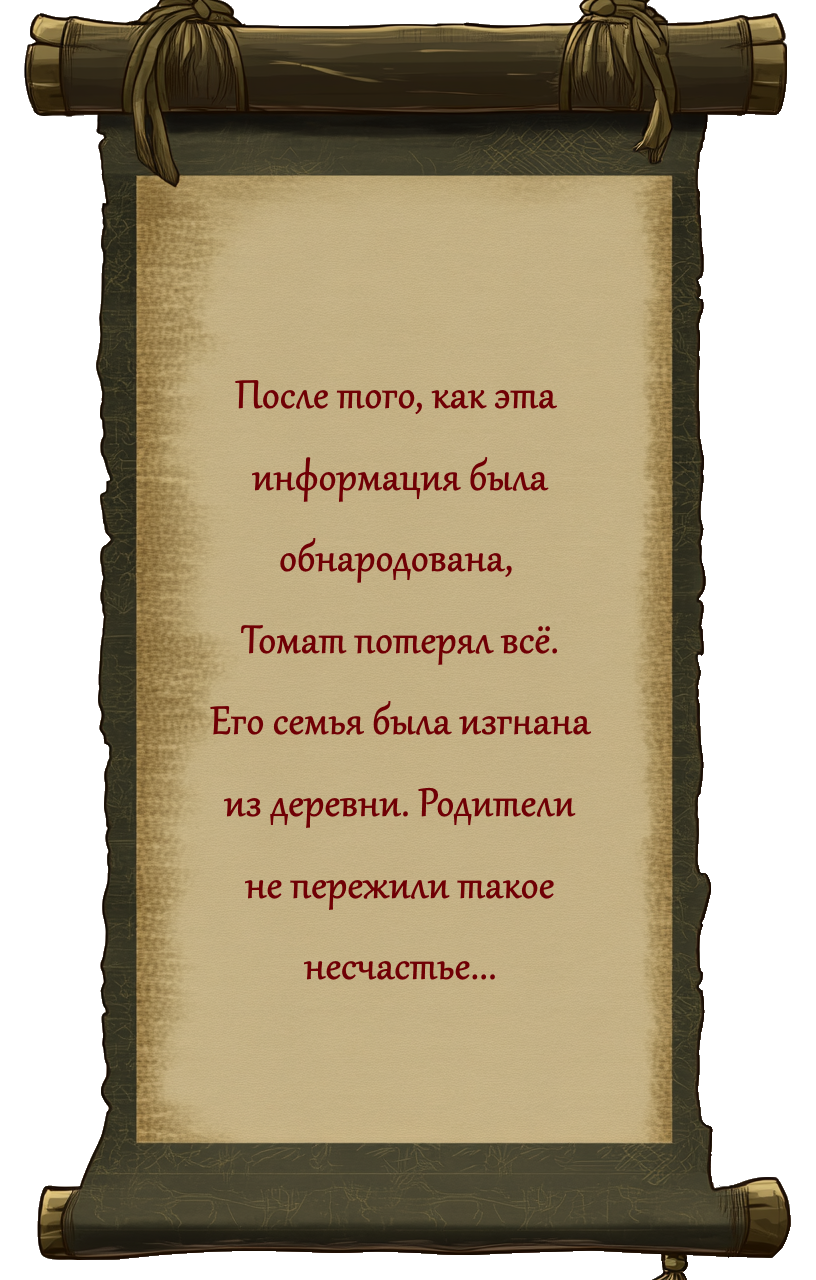 После того, как эта
информация была
обнародована,
Томат потерял всё.
Его семья была изгнана
из деревни. Родители
не пережили такое
несчастье...